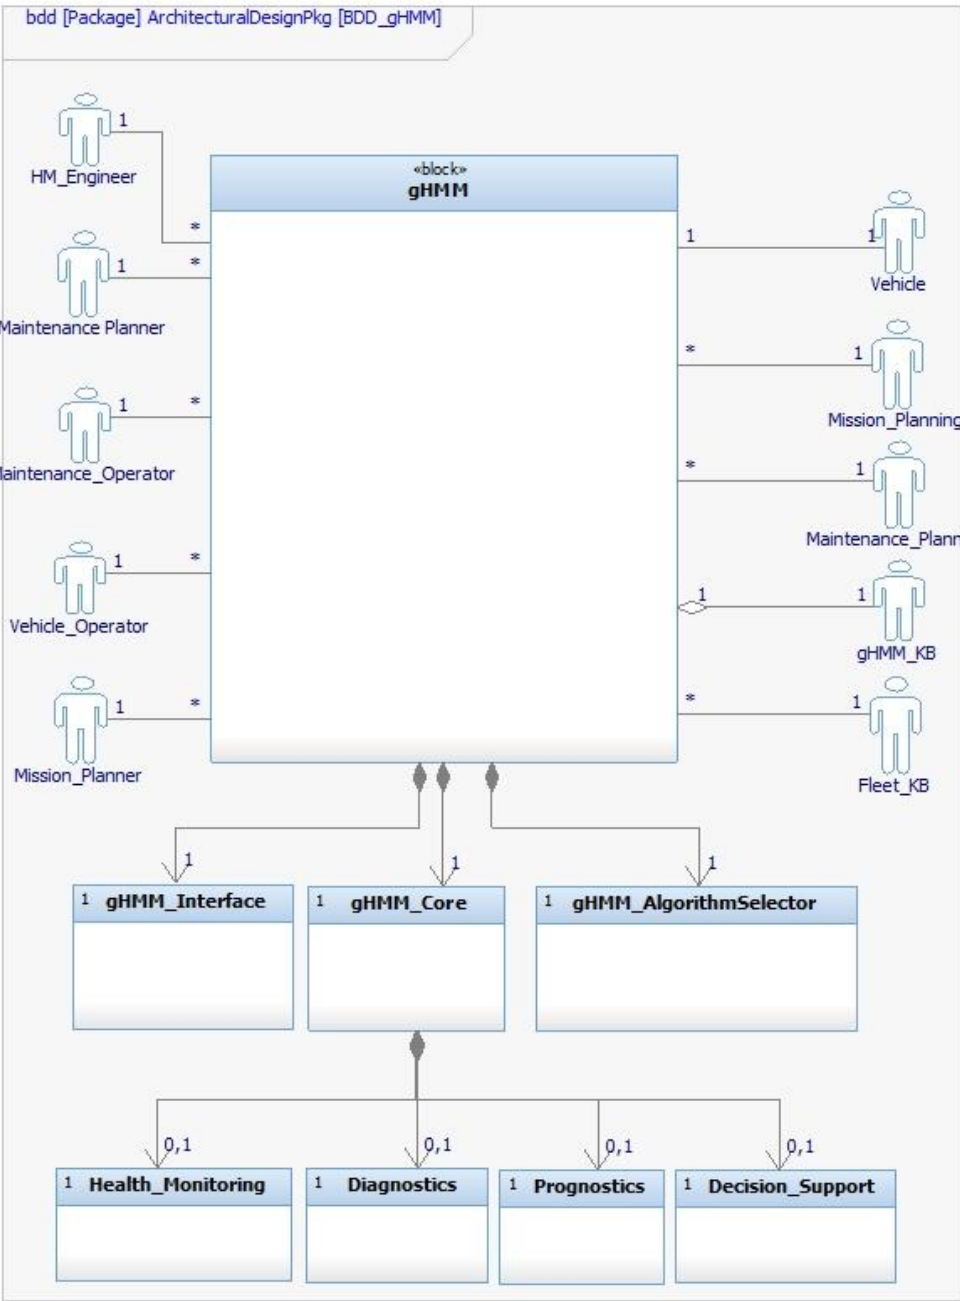 bdd [Package] ArchitecturalDesignPkg [BDD_gHMM]
1
HM_Engineer
*
1
Maintenance Planner
*
1
aintenance_Operator
*
1
Vehicle_Operator
*
1
Mission_Planner
*
«block»
gHMM
1
1
Vehicle
*
1
Mission_Planning
*
1
Maintenance_Plann
1
1
gHMM_KB
*
1
Fleet_KB
1
1
1
1 gHMM_Interface
1 gHMM_Core
1 gHMM_AlgorithmSelector
0,1
0,1
0,1
0,1
1 Health_Monitoring
1 Diagnostics
1 Prognostics
1 Decision_Support